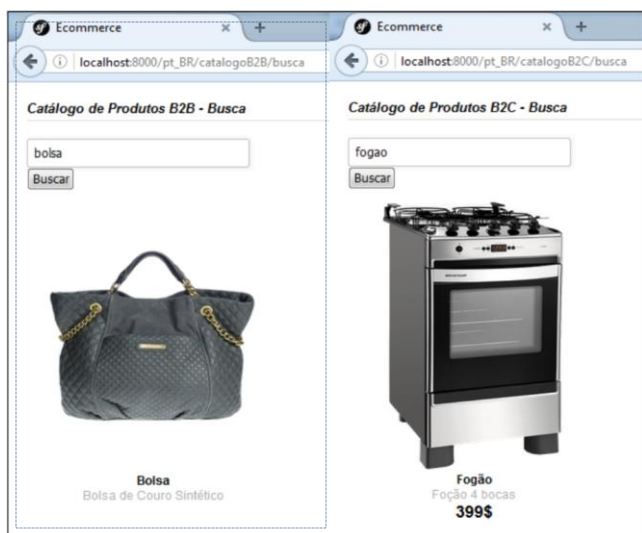 Ecommerce
localhost:8000/pt_BR/catalogoB2B/busca
Catálogo de Produtos B2B - Busca
bolsa
Buscar
Bolsa
Bolsa de Couro Sintético
Ecommerce
localhost:8000/pt_BR/catalogoB2C/busca
Catálogo de Produtos B2C - Busca
fogao
Buscar
Fogão
Foção 4 bocas
399$